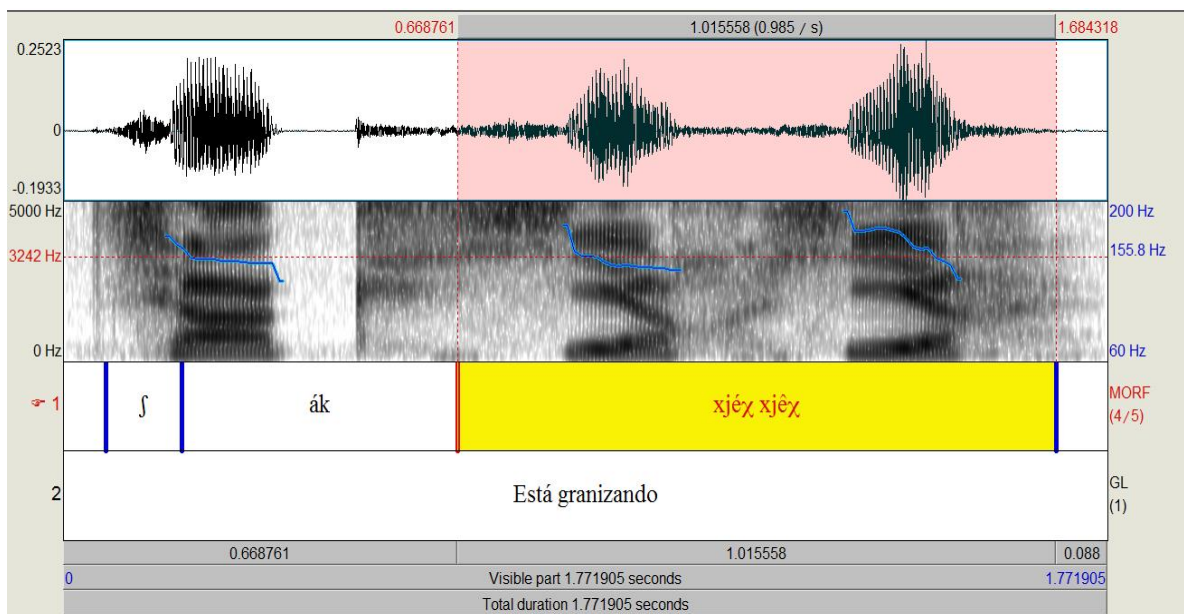 0.668761 1.015558 (0.985 / s) 1.684318
0.2523
0
-0.1933
5000 Hz 200 Hz
3242 Hz 155.8 Hz
0 Hz 60 Hz
1 ʃ ák xjéχ xjêχ MORF
(4/5)
2 Está granizando GL
(1)
0.668761 1.015558 0.088
0 Visible part 1.771905 seconds 1.771905
Total duration 1.771905 seconds